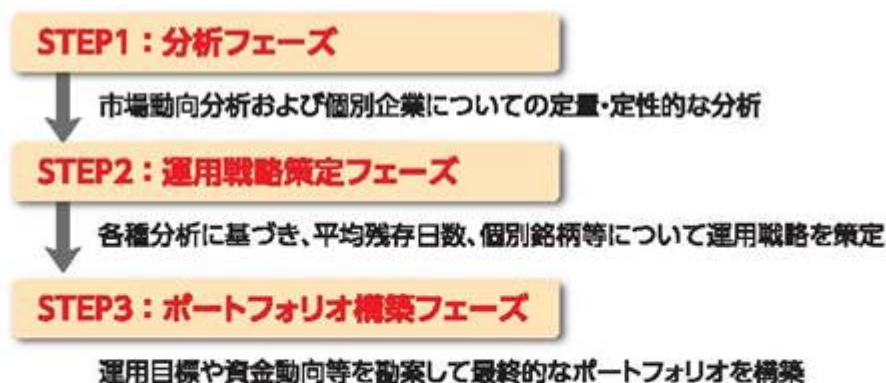 STEP1：分析フェーズ
市場動向分析および個別企業についての定量・定性的な分析
STEP2：運用戦略策定フェーズ
各種分析に基づき、平均残存日数、個別銘柄等について運用戦略を策定
STEP3：ポートフォリオ構築フェーズ
運用目標や資金動向等を勘案して最終的なポートフォリオを構築